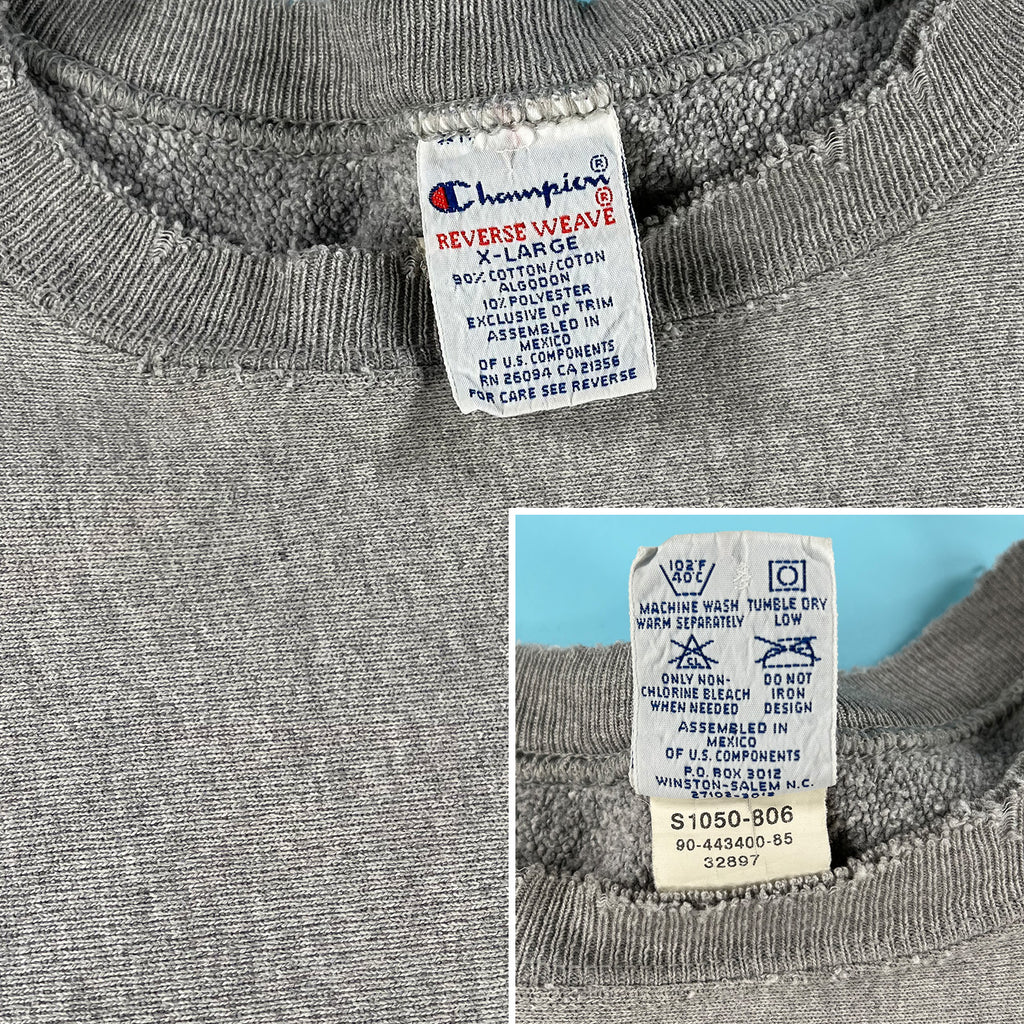 Champion®
REVERSE WEAVE®
X-LARGE
90% COTTON/COTON
ALGODON
10% POLYESTER
EXCLUSIVE OF TRIM
ASSEMBLED IN
MEXICO
OF U.S. COMPONENTS
RN 26094 CA 21356
FOR CARE SEE REVERSE
102°F
40°C
MACHINE WASH
WARM SEPARATELY
TUMBLE DRY
LOW
CL
ONLY NON-
CHLORINE BLEACH
WHEN NEEDED
DO NOT
IRON
DESIGN
ASSEMBLED IN
MEXICO
OF U.S. COMPONENTS
P.O. BOX 3012
WINSTON-SALEM N.C.
27102-3012
S1050-806
90-443400-85
32897